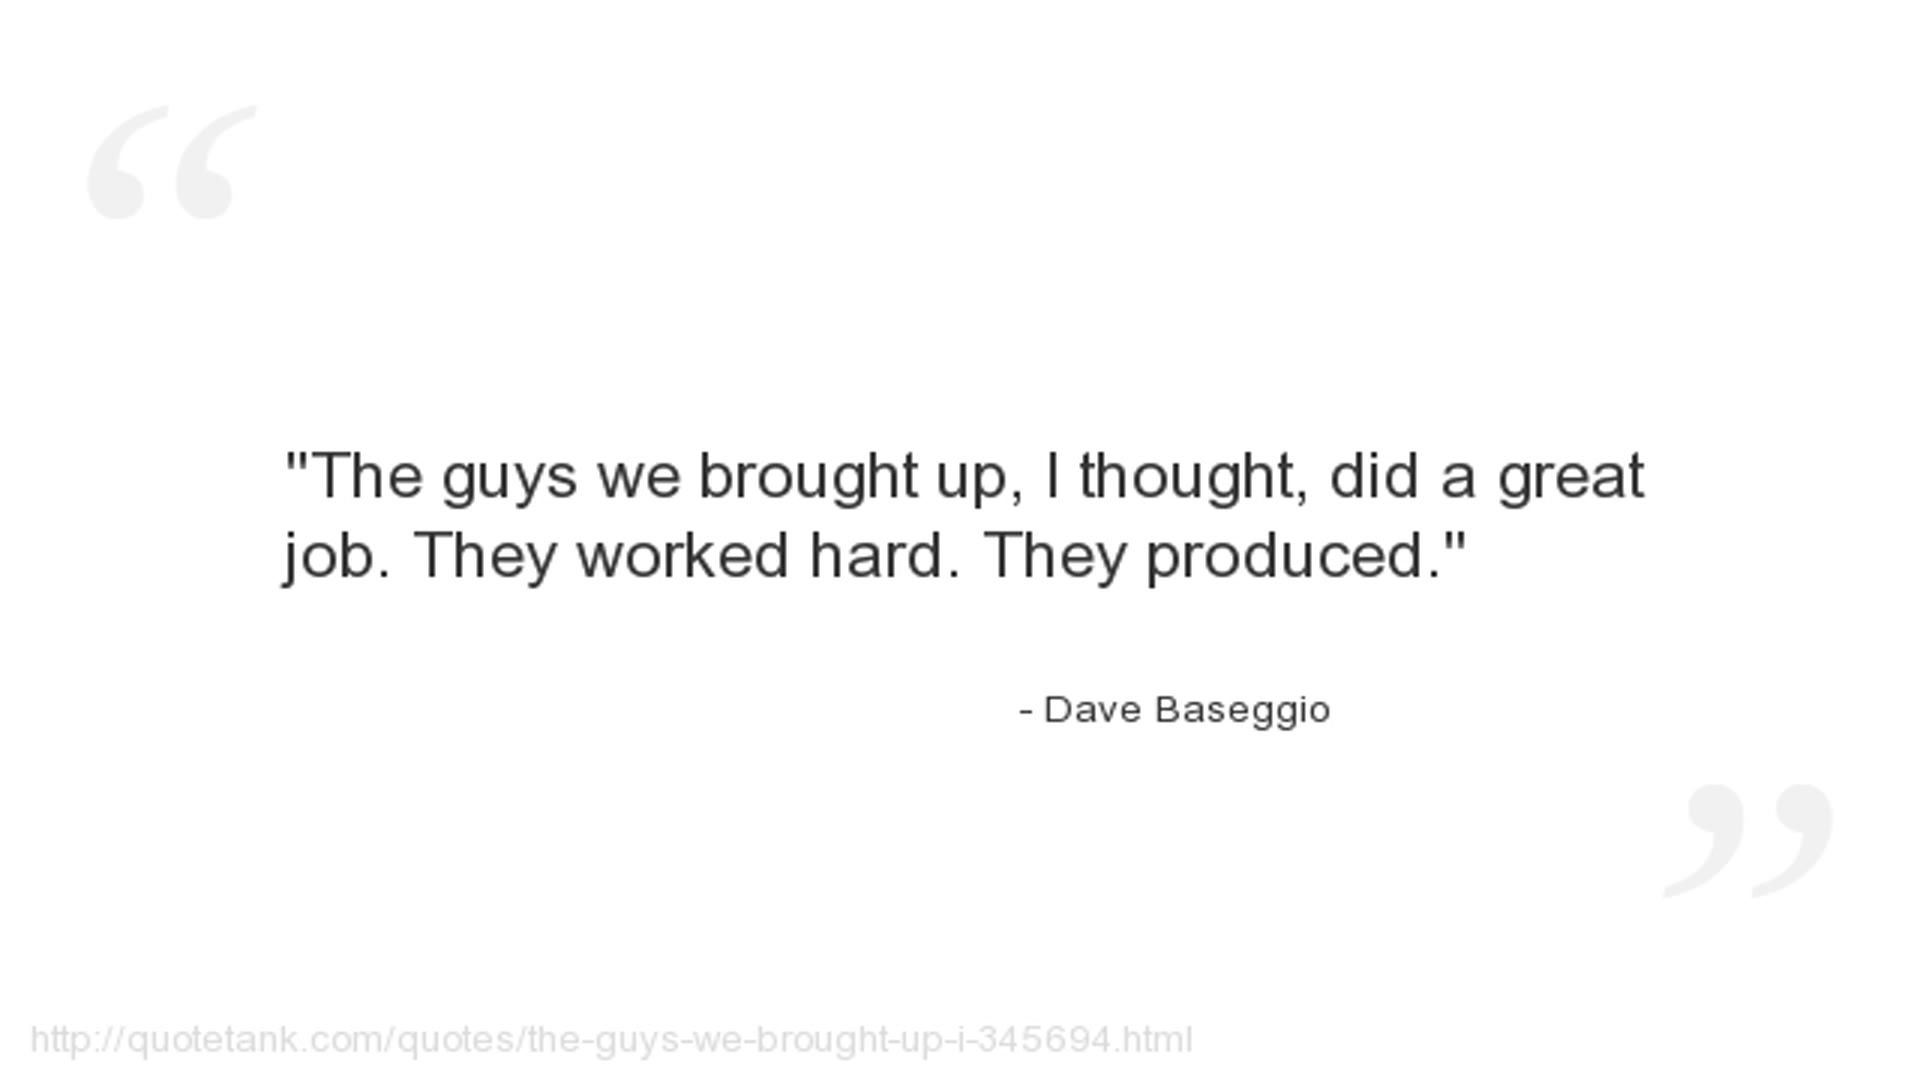 "The guys we brought up, I thought, did a great
job. They worked hard. They produced."
- Dave Baseggio
http://quotetank.com/quotes/the-guys-we-brought-up-i-345694.html